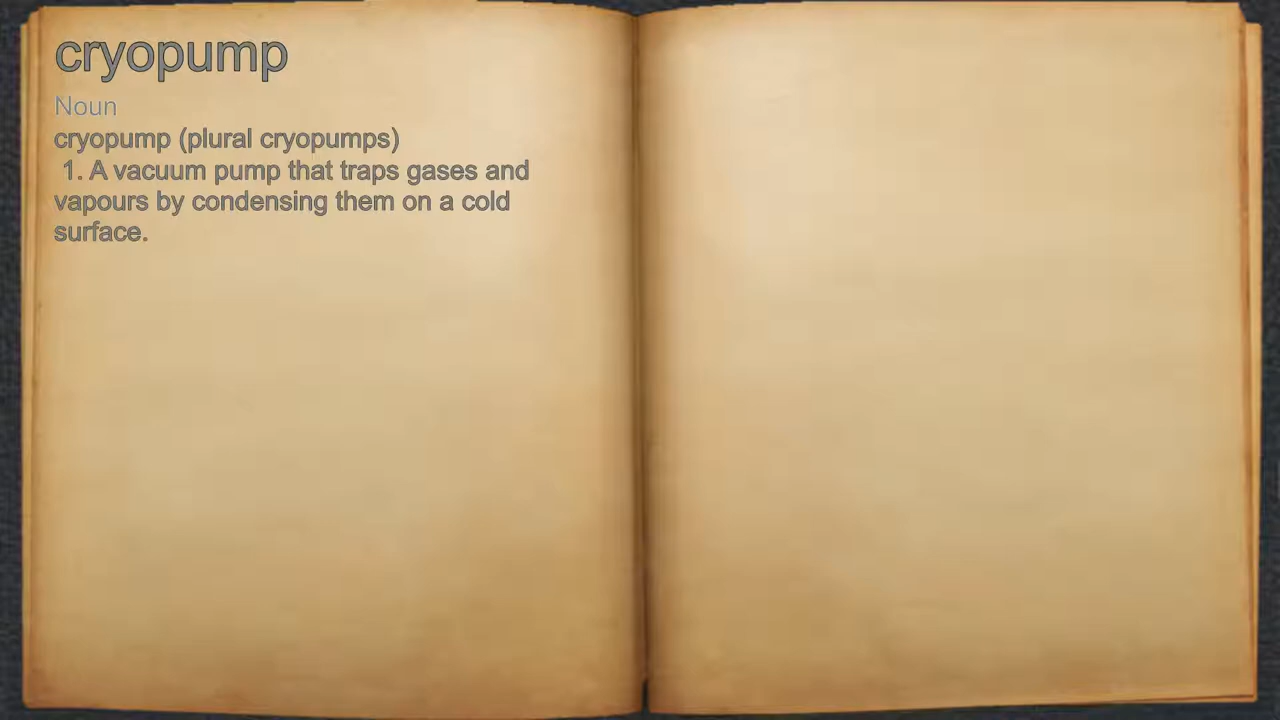 cryopump
Noun
cryopump (plural cryopumps)
1. A vacuum pump that traps gases and
vapours by condensing them on a cold
surface.